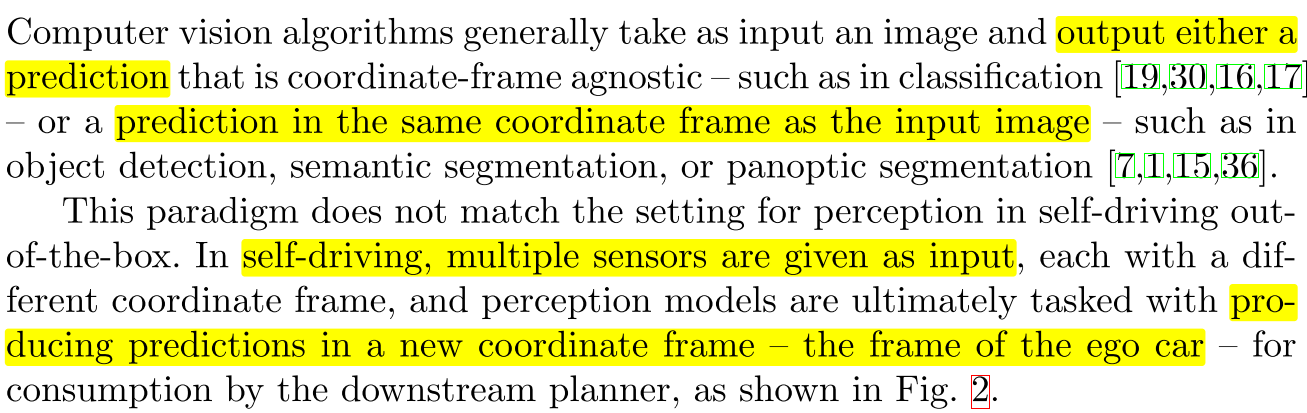 Computer vision algorithms generally take as input an image and output either a
prediction that is coordinate-frame agnostic – such as in classification [19,30,16,17]
– or a prediction in the same coordinate frame as the input image – such as in
object detection, semantic segmentation, or panoptic segmentation [7,1,15,36].
This paradigm does not match the setting for perception in self-driving out-
of-the-box. In self-driving, multiple sensors are given as input, each with a dif-
ferent coordinate frame, and perception models are ultimately tasked with pro-
ducing predictions in a new coordinate frame – the frame of the ego car – for
consumption by the downstream planner, as shown in Fig. 2.